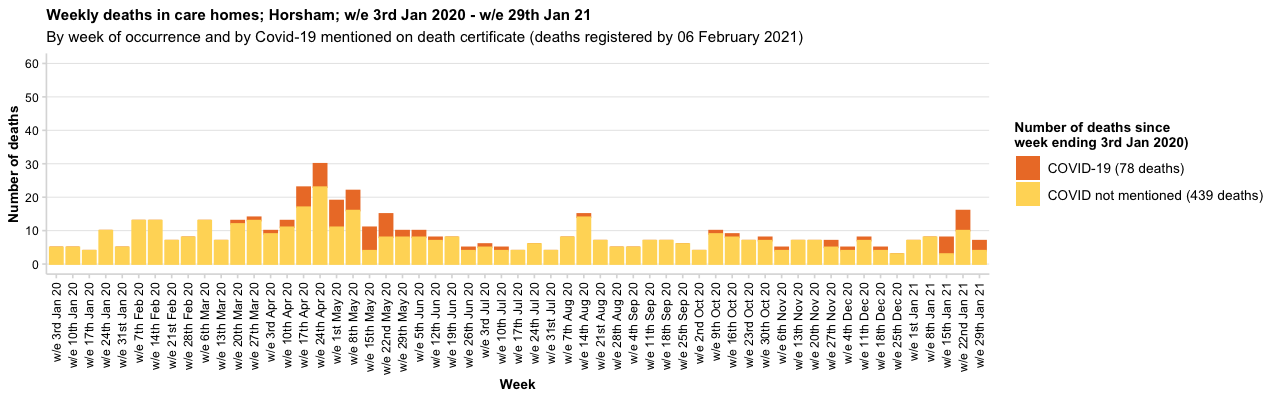 Weekly deaths in care homes; Horsham; w/e 3rd Jan 2020 - w/e 29th Jan 21
By week of occurrence and by Covid-19 mentioned on death certificate (deaths registered by 06 February 2021)
Number of deaths
60
50
40
30
20
10
0
w/e 3rd Jan 20
w/e 10th Jan 20
w/e 17th Jan 20
w/e 24th Jan 20
w/e 31st Jan 20
w/e 7th Feb 20
w/e 14th Feb 20
w/e 21st Feb 20
w/e 28th Feb 20
w/e 6th Mar 20
w/e 13th Mar 20
w/e 20th Mar 20
w/e 27th Mar 20
w/e 3rd Apr 20
w/e 10th Apr 20
w/e 17th Apr 20
w/e 24th Apr 20
w/e 1st May 20
w/e 8th May 20
w/e 15th May 20
w/e 22nd May 20
w/e 29th May 20
w/e 5th Jun 20
w/e 12th Jun 20
w/e 19th Jun 20
w/e 26th Jun 20
w/e 3rd Jul 20
w/e 10th Jul 20
w/e 17th Jul 20
w/e 24th Jul 20
w/e 31st Jul 20
w/e 7th Aug 20
w/e 14th Aug 20
w/e 21st Aug 20
w/e 28th Aug 20
w/e 4th Sep 20
w/e 11th Sep 20
w/e 18th Sep 20
w/e 25th Sep 20
w/e 2nd Oct 20
w/e 9th Oct 20
w/e 16th Oct 20
w/e 23rd Oct 20
w/e 30th Oct 20
w/e 6th Nov 20
w/e 13th Nov 20
w/e 20th Nov 20
w/e 27th Nov 20
w/e 4th Dec 20
w/e 11th Dec 20
w/e 18th Dec 20
w/e 25th Dec 20
w/e 1st Jan 21
w/e 8th Jan 21
w/e 15th Jan 21
w/e 22nd Jan 21
w/e 29th Jan 21
Week
Number of deaths since
week ending 3rd Jan 2020)
COVID-19 (78 deaths)
COVID not mentioned (439 deaths)